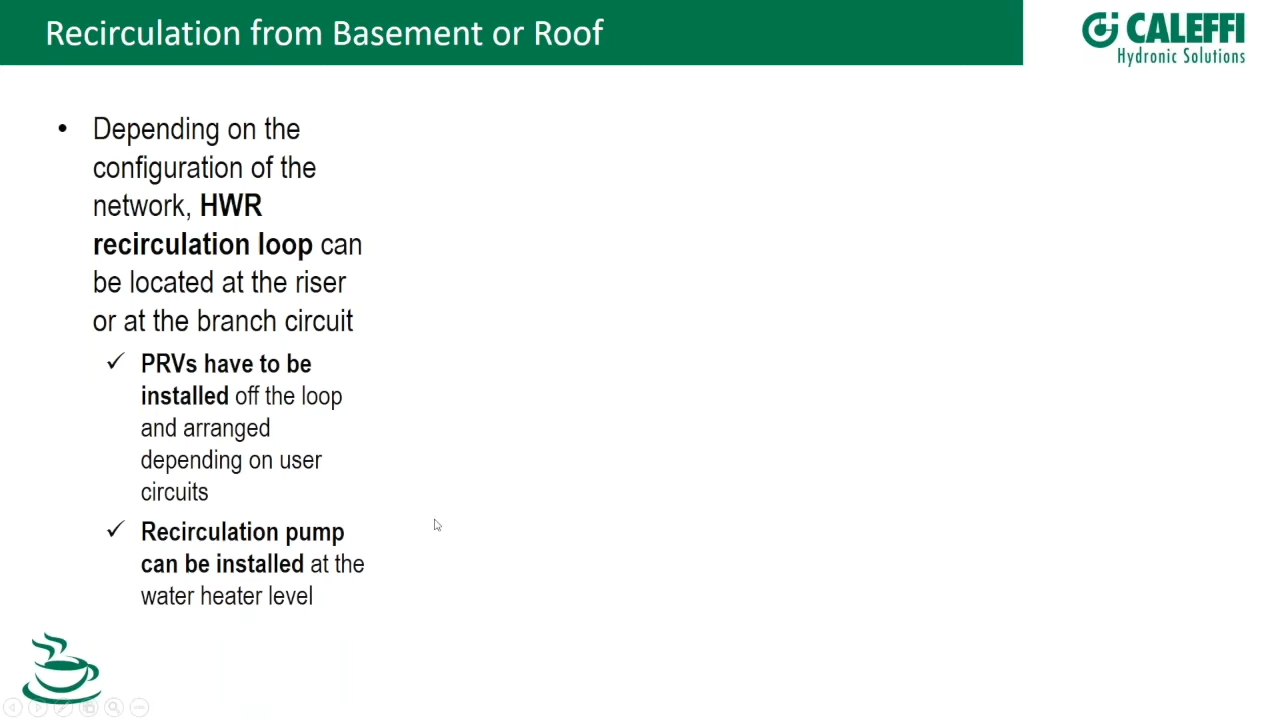 Recirculation from Basement or Roof
CALEFFI
Hydronic Solutions
• Depending on the
configuration of the
network, HWR
recirculation loop can
be located at the riser
or at the branch circuit
✓ PRVs have to be
installed off the loop
and arranged
depending on user
circuits
✓ Recirculation pump
can be installed at the
water heater level